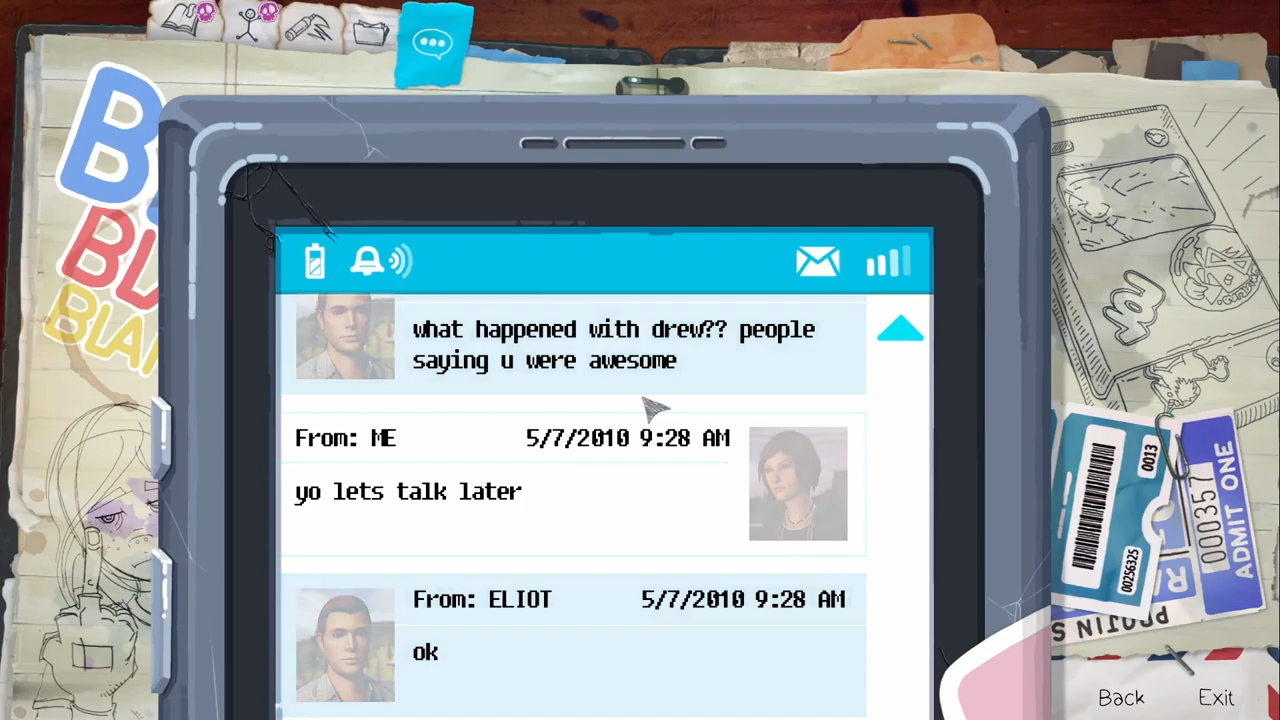 what happened with drew?? people
saying u were awesome
From: ME 5/7/2010 9:28 AM
yo lets talk later
From: ELIOT 5/7/2010 9:28 AM
ok
0013
00256325
000357
ADMIT ONE
Back Exit